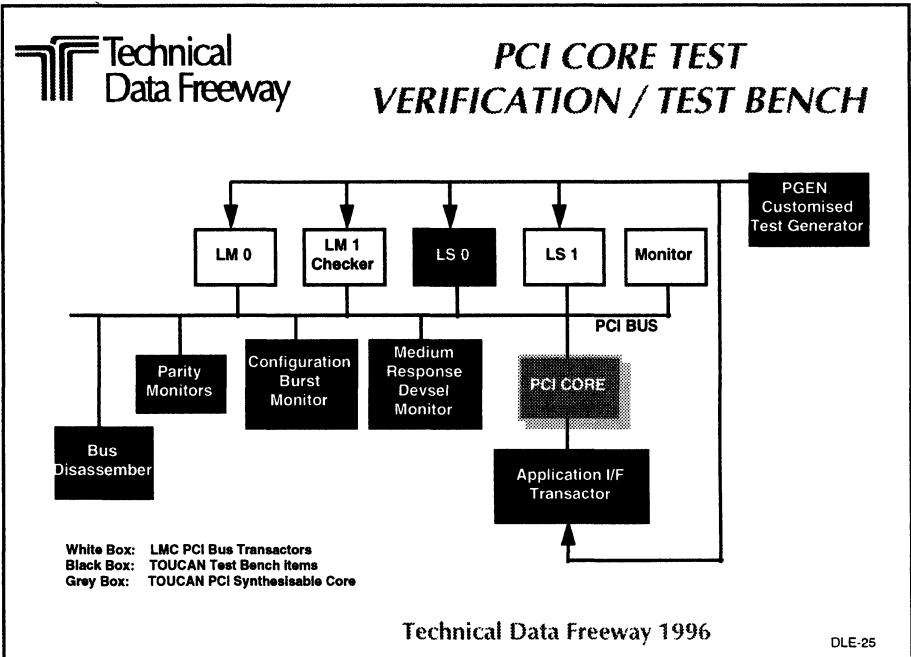 Technical
Data Freeway
PCI CORE TEST
VERIFICATION / TEST BENCH
PGEN
Customised
Test Generator
LM 0
LM 1
Checker
LS 0
LS 1
Monitor
PCI BUS
Parity
Monitors
Configuration
Burst
Monitor
Medium
Response
Devsel
Monitor
PCI CORE
Bus
Disassember
Application I/F
Transactor
White Box: LMC PCI Bus Transactors
Black Box: TOUCAN Test Bench Items
Grey Box: TOUCAN PCI Synthesisable Core
Technical Data Freeway 1996
DLE-25